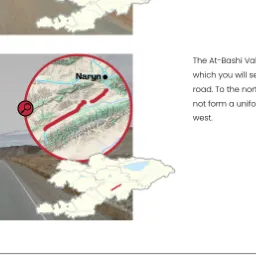 The At-Bashi Val
which you will se
road. To the nort
not form a unifo
west.
Naryn